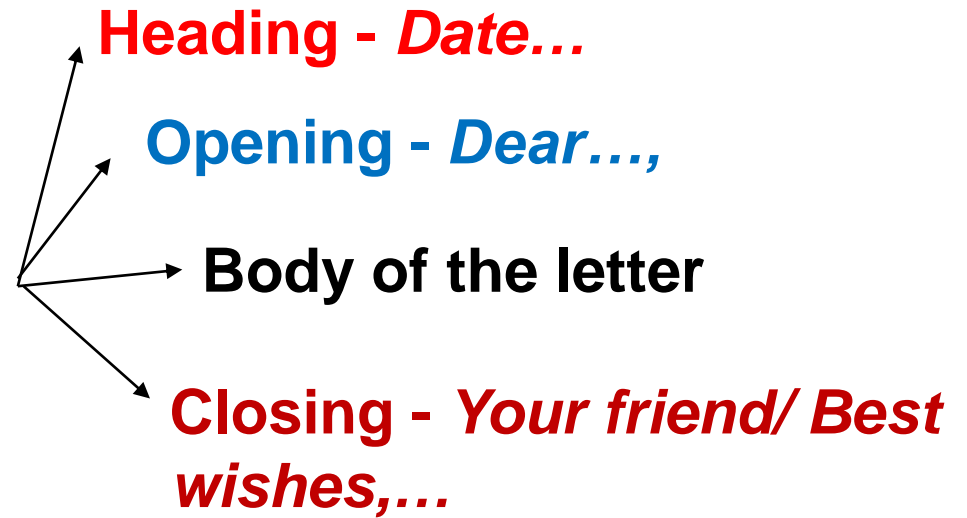 Heading - Date…
Opening - Dear…,
Body of the letter
Closing - Your friend/ Best
wishes,…